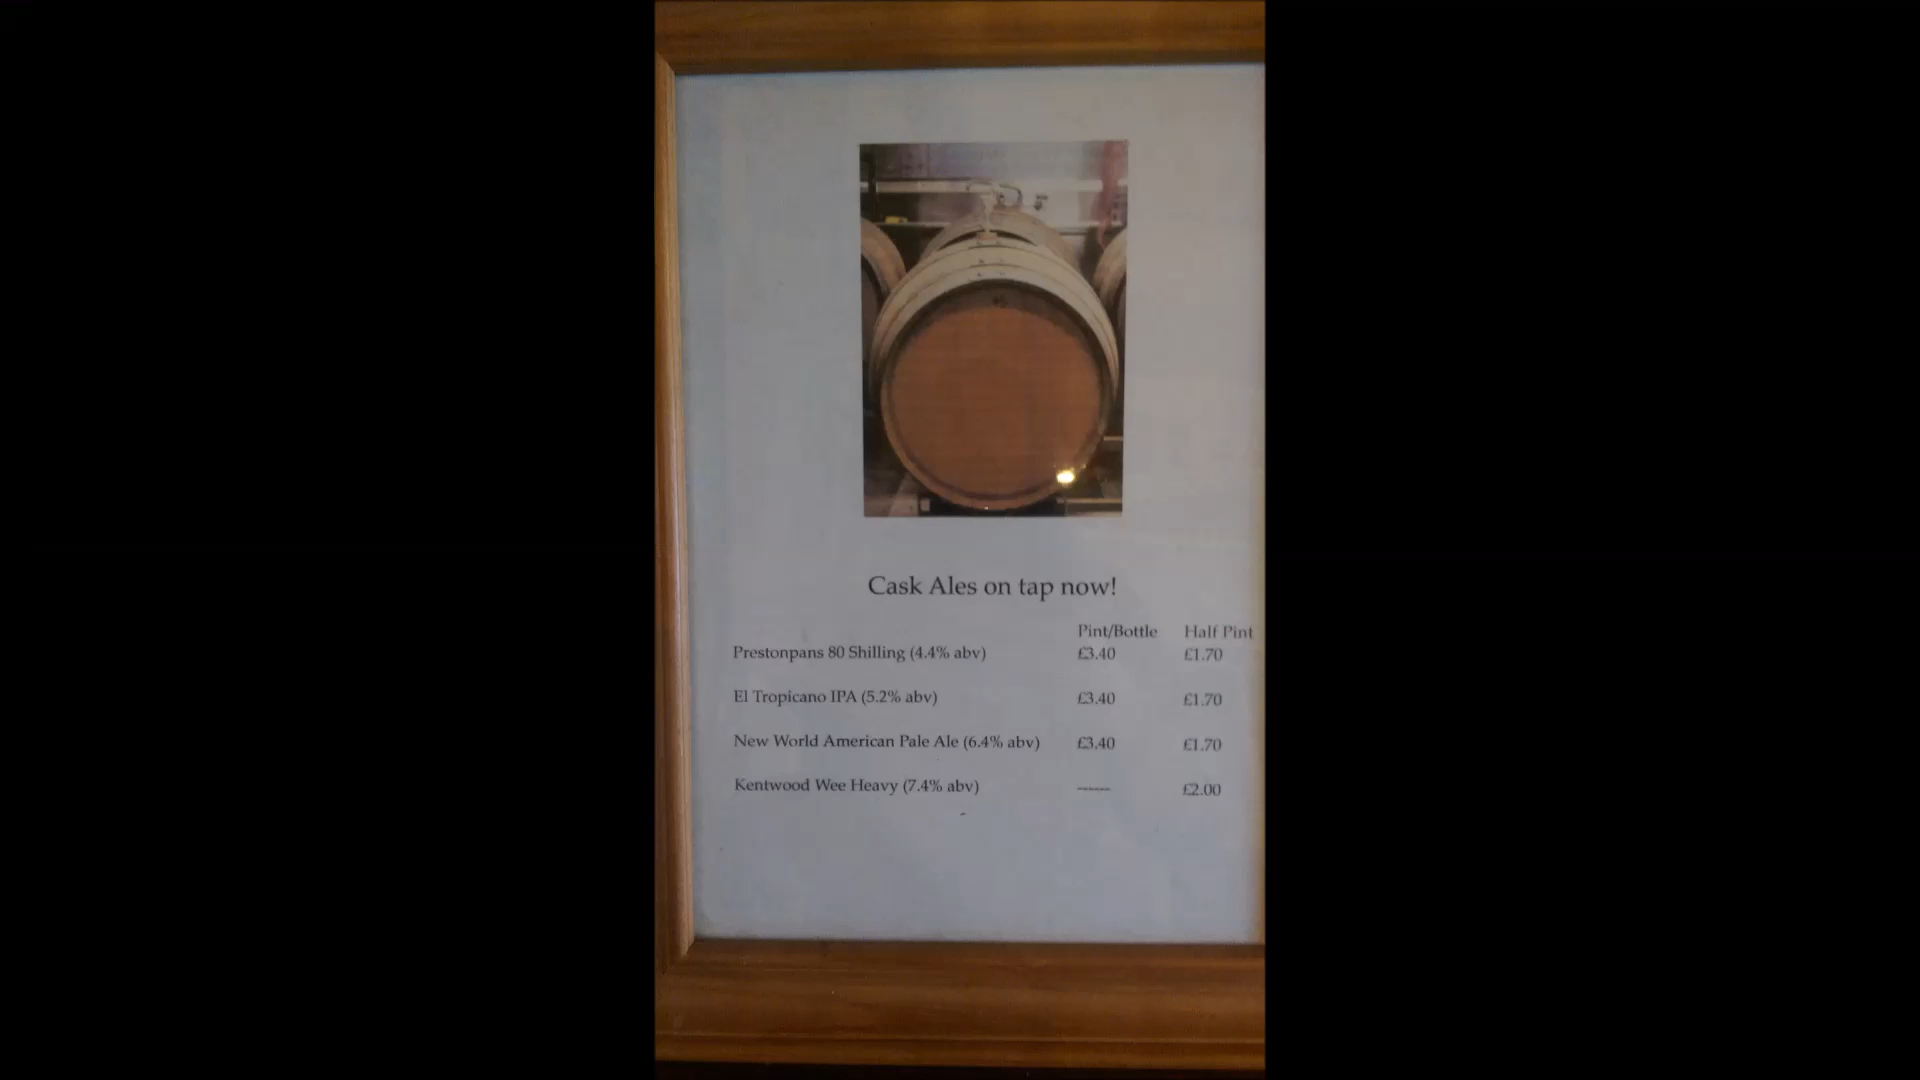 Cask Ales on tap now!
Pint/Bottle Half Pint
Prestonpans 80 Shilling (4.4% abv) £3.40 £1.70
El Tropicano IPA (5.2% abv) £3.40 £1.70
New World American Pale Ale (6.4% abv) £3.40 £1.70
Kentwood Wee Heavy (7.4% abv) ------ £2.00